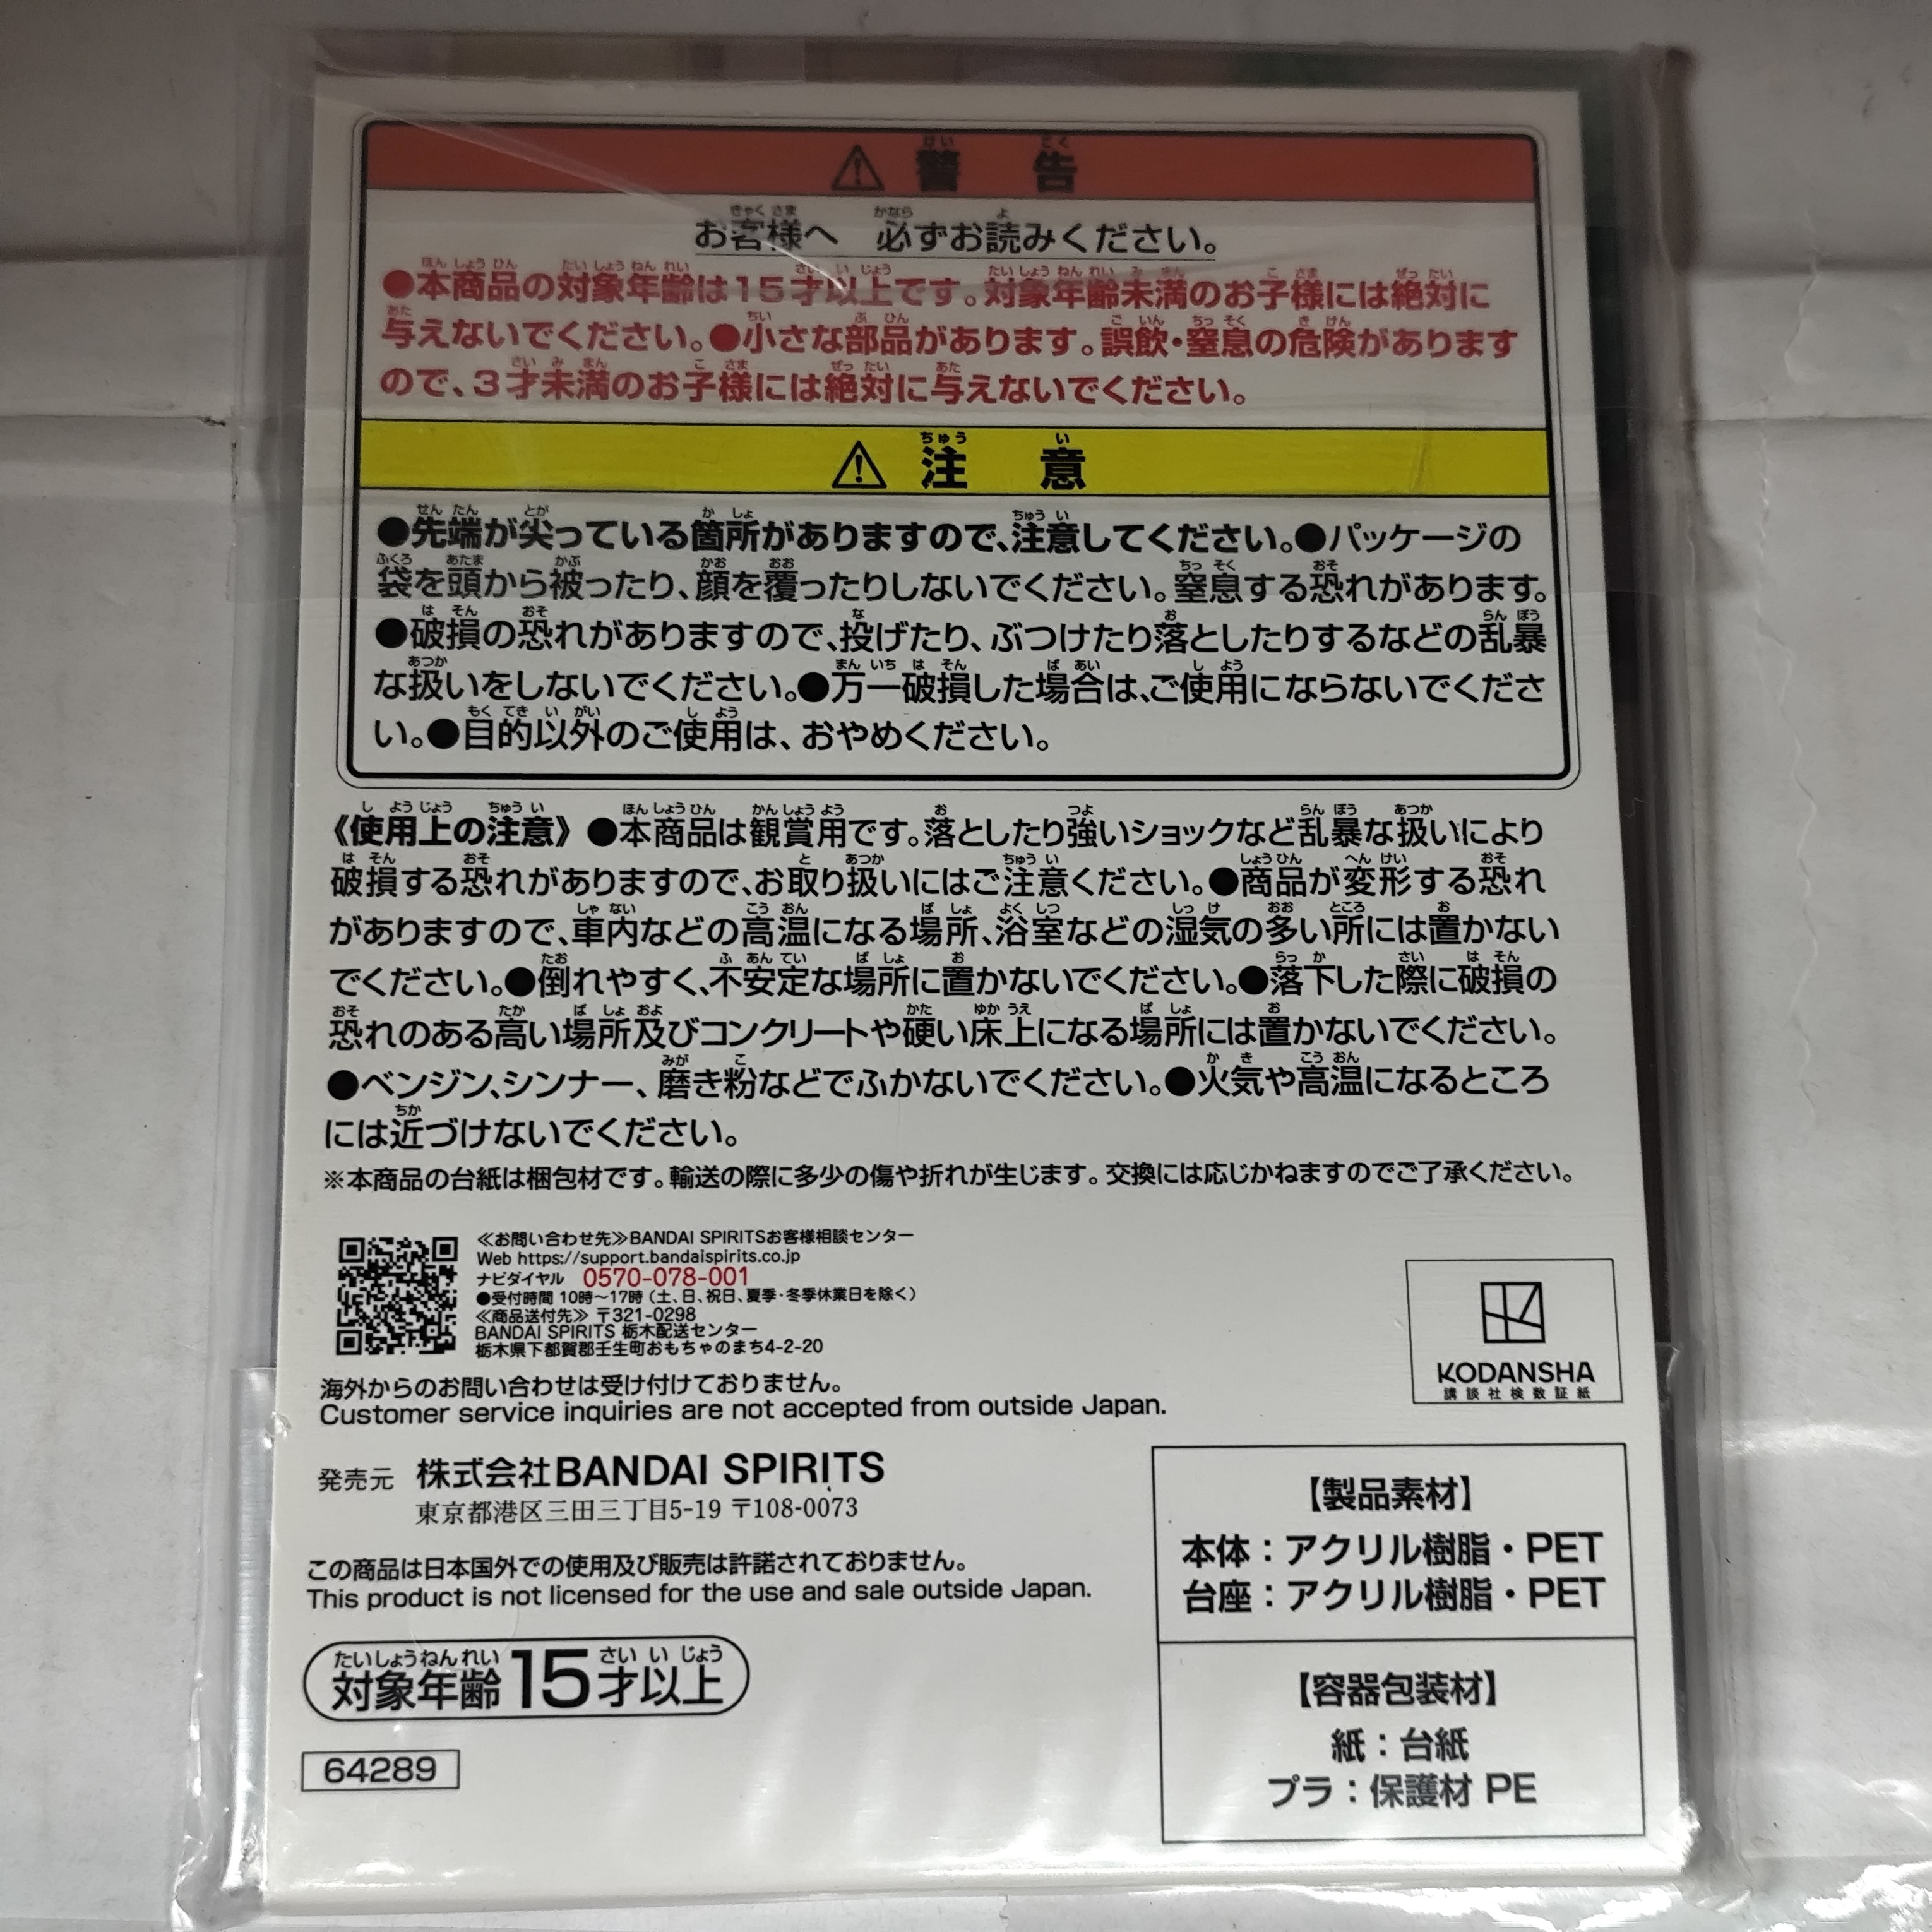 警告
お客様へ 必ずお読みください。
●本商品の対象年齢は15才以上です。対象年齢未満のお子様には絶対に
与えないでください。●小さな部品があります。誤飲・窒息の危険があります
ので、3才未満のお子様には絶対に与えないでください。
注意
●先端が尖っている箇所がありますので、注意してください。●パッケージの
袋を頭から被ったり、顔を覆ったりしないでください。窒息する恐れがあります。
●破損の恐れがありますので、投げたり、ぶつけたり落としたりするなどの乱暴
な扱いをしないでください。●万一破損した場合は、ご使用にならないでくださ
い。●目的以外のご使用は、おやめください。
《使用上の注意》●本商品は観賞用です。落としたり強いショックなど乱暴な扱いにより
破損する恐れがありますので、お取り扱いにはご注意ください。●商品が変形する恐れ
がありますので、車内などの高温になる場所、浴室などの湿気の多い所には置かない
でください。●倒れやすく、不安定な場所に置かないでください。●落下した際に破損の
恐れのある高い場所及びコンクリートや硬い床上になる場所には置かないでください。
●ベンジン、シンナー、磨き粉などでふかないでください。●火気や高温になるところ
には近づけないでください。
※本商品の台紙は梱包材です。輸送の際に多少の傷や折れが生じます。交換には応じかねますのでご了承ください。
≪お問い合わせ先≫BANDAI SPIRITSお客様相談センター
Web https://support.bandaispirits.co.jp
ナビダイヤル 0570-078-001
●受付時間 10時～17時（土、日、祝日、夏季・冬季休業日を除く）
≪商品送付先≫ 〒321-0298
BANDAI SPIRITS 栃木配送センター
栃木県下都賀郡壬生町おもちゃのまち4-2-20
海外からのお問い合わせは受け付けておりません。
Customer service inquiries are not accepted from outside Japan.
KODANSHA
講談社検数証紙
発売元 株式会社BANDAI SPIRITS
東京都港区三田三丁目5-19 〒108-0073
この商品は日本国外での使用及び販売は許諾されておりません。
This product is not licensed for the use and sale outside Japan.
対象年齢15才以上
64289
【製品素材】
本体：アクリル樹脂・PET
台座：アクリル樹脂・PET
【容器包装材】
紙：台紙
プラ：保護材 PE